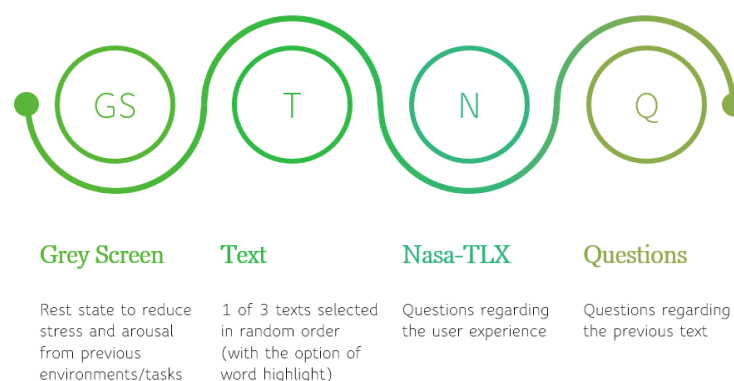 GS
T
N
Q
Grey Screen
Rest state to reduce
stress and arousal
from previous
environments/tasks
Text
1 of 3 texts selected
in random order
(with the option of
word highlight)
Nasa-TLX
Questions regarding
the user experience
Questions
Questions regarding
the previous text